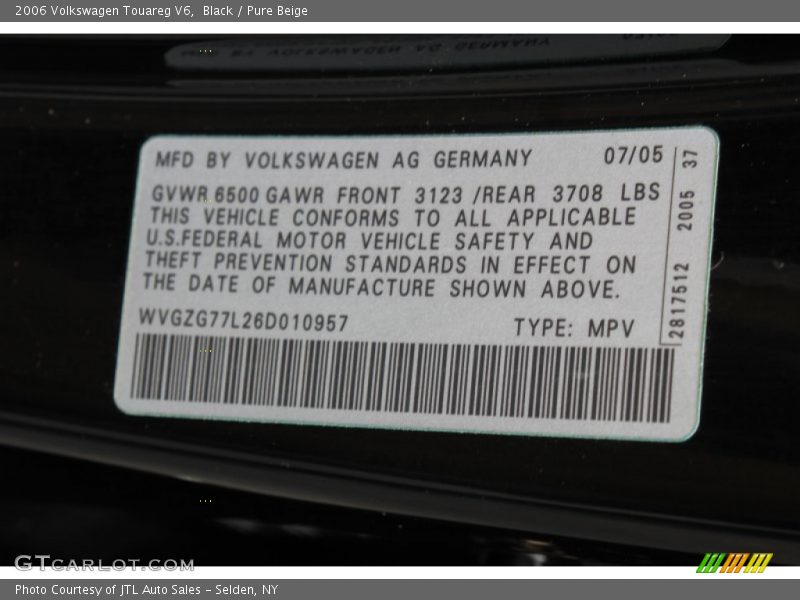 2006 Volkswagen Touareg V6, Black / Pure Beige
MFD BY VOLKSWAGEN AG GERMANY 07/05
GVWR 6500 GAWR FRONT 3123 /REAR 3708 LBS
THIS VEHICLE CONFORMS TO ALL APPLICABLE
U.S.FEDERAL MOTOR VEHICLE SAFETY AND
THEFT PREVENTION STANDARDS IN EFFECT ON
THE DATE OF MANUFACTURE SHOWN ABOVE.
WVGZG77L26D010957 TYPE: MPV
2817512 2005 37
GTCARLOT.COM
Photo Courtesy of JTL Auto Sales - Selden, NY